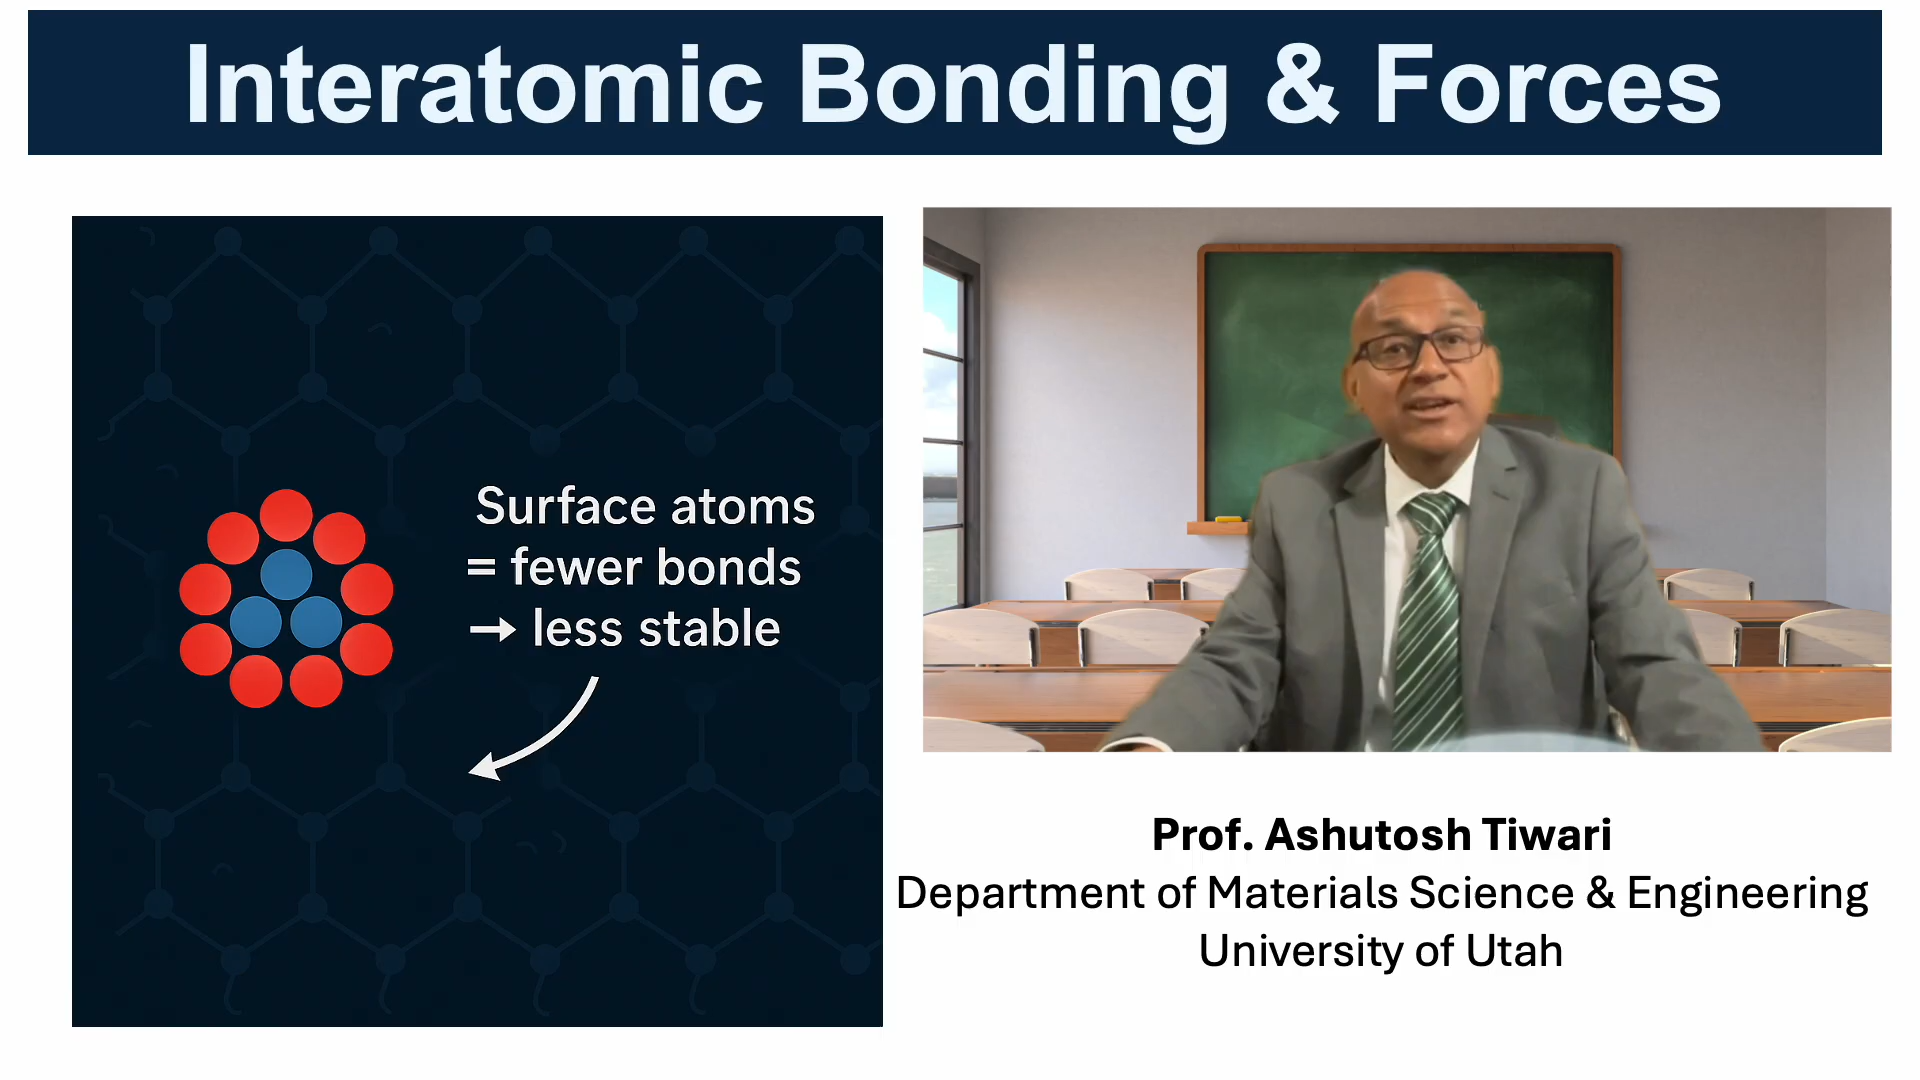 Interatomic Bonding & Forces
Surface atoms
= fewer bonds
→ less stable
Prof. Ashutosh Tiwari
Department of Materials Science & Engineering
University of Utah